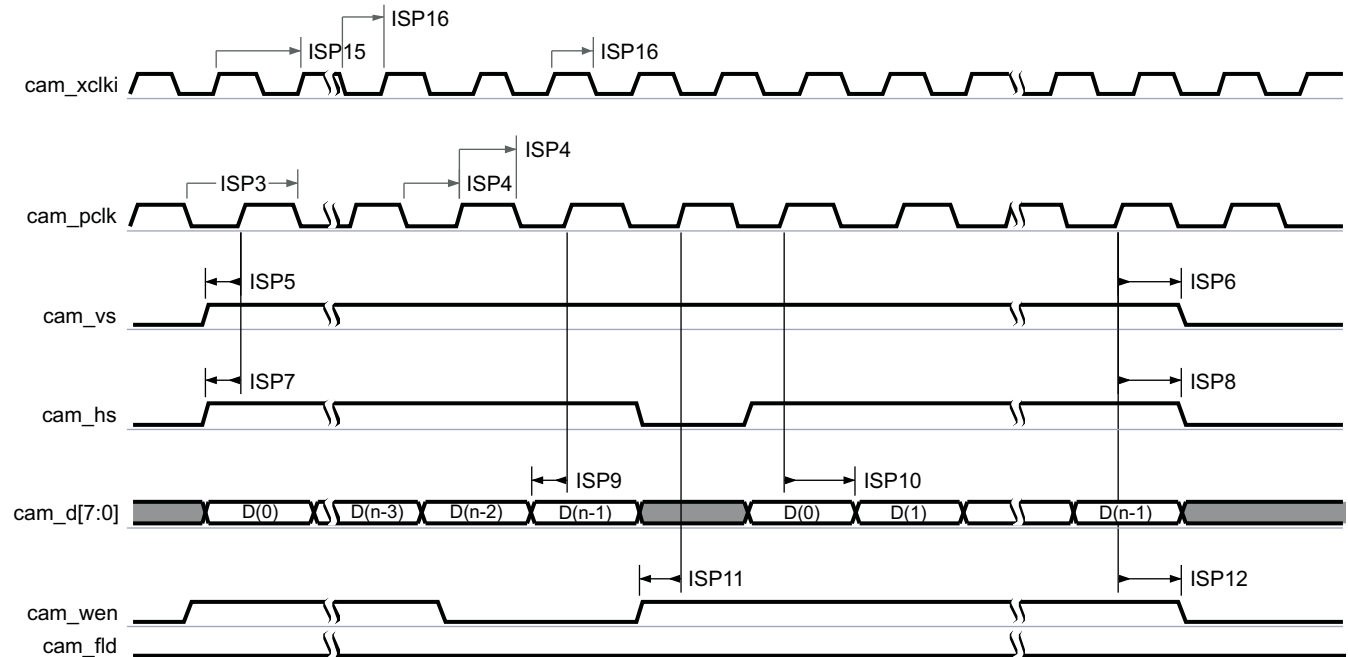 ISP16
ISP15
ISP16
cam_xclki
ISP4
ISP3
ISP4
cam_pclk
ISP5
ISP6
cam_vs
ISP7
ISP8
cam_hs
ISP9
ISP10
cam_d[7:0]
D(0) D(n-3) D(n-2) D(n-1) D(0) D(1) D(n-1)
ISP11
ISP12
cam_wen
cam_fld